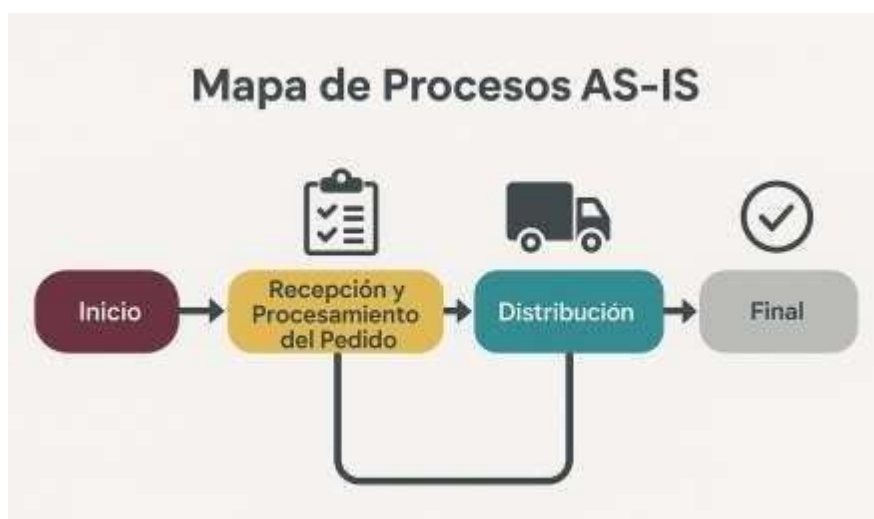 Mapa de Procesos AS-IS
Inicio
Recepción y
Procesamiento
del Pedido
Distribución
Final